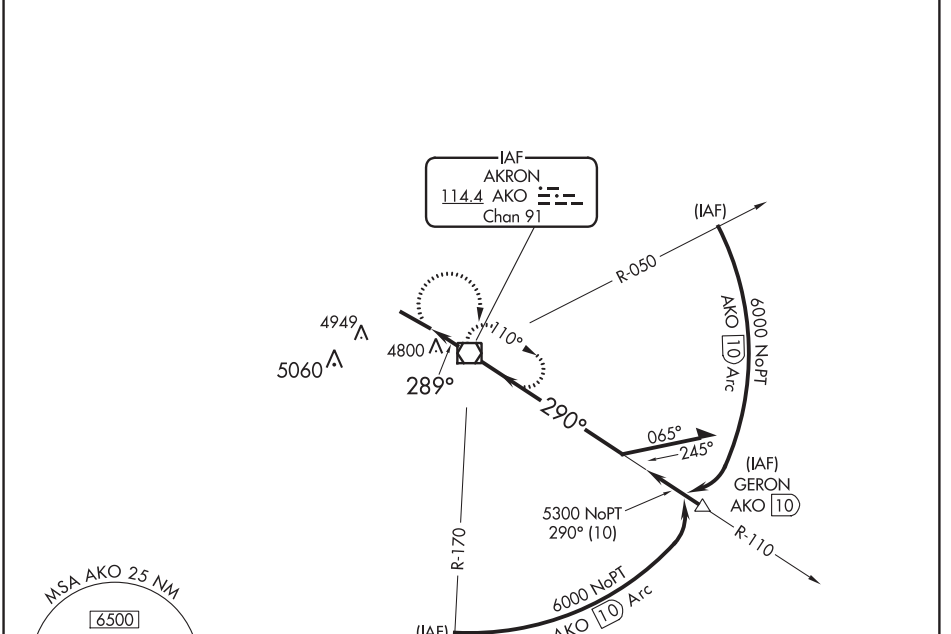 IAF
AKRON
114.4 AKO
Chan 91
(IAF)
R-050
6000 NoPT
AKO 10 Arc
4949
4800
5060
110°
289°
290°
065°
245°
(IAF)
GERON
AKO 10
5300 NoPT
290° (10)
R-110
R-170
6000 NoPT
AKO 10 Arc
(IAF)
MSA AKO 25 NM
6500